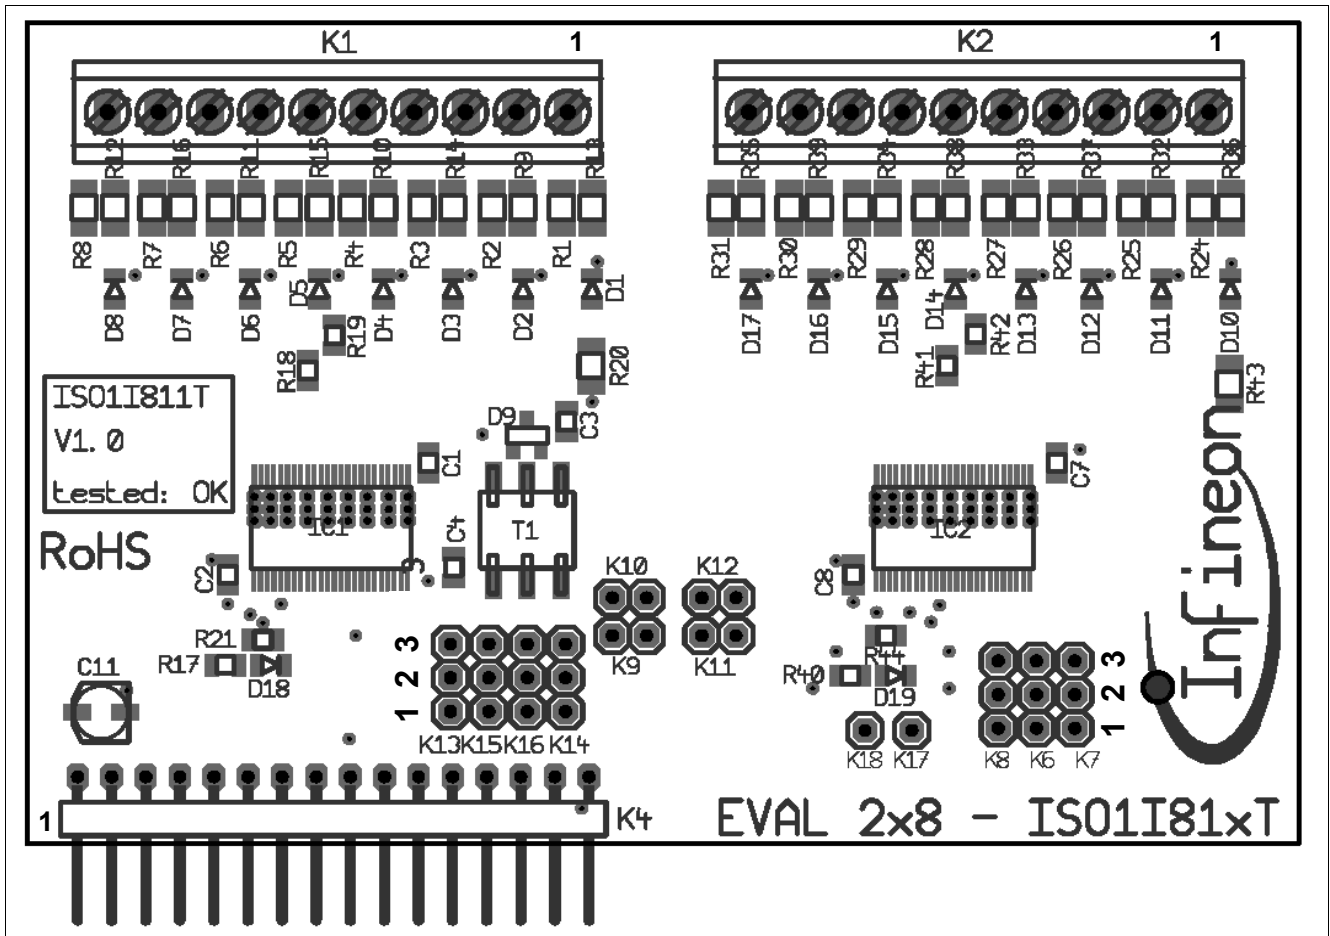 K1 1 K2 1
R12 R16 R11 R15 R10 R14 R9 R13 R35 R39 R34 R38 R33 R37 R32 R36
R8 R7 R6 R5 R4 R3 R2 R1 R31 R30 R29 R28 R27 R26 R25 R24
D8 D7 D6 D5 D4 D3 D2 D1 D17 D16 D15 D14 D13 D12 D11 D10
R18 R19 R20 R41 R42 R43
ISO1I811T
V1.0
tested: OK
RoHS
D9 C3
C1 C7
IC1 T1 IC2
C2 C4 C8
K10 K12
K9 K11
R21 R44
R17 D18 R40 D19
C11
3 3
2 2
1 1
K13 K15 K16 K14 K18 K17 K8 K6 K7
Infineon
1 K4
EVAL 2x8 - ISO1I81xT